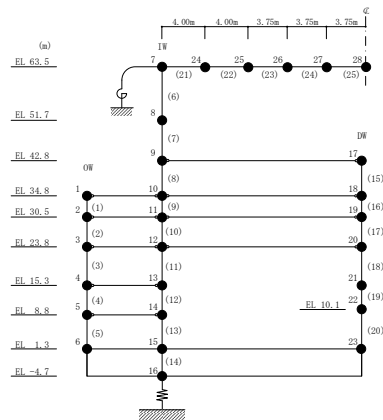 ℄
4.00m 4.00m 3.75m 3.75m 3.75m
(m) IW
EL 63.5 7 24 25 26 27 28
(21) (22) (23) (24) (25)
(6)
EL 51.7 8
(7)
DW
EL 42.8 9 17
OW (8) (15)
EL 34.8 1 10 18
(1) (9) (16)
EL 30.5 2 11 19
(2) (10) (17)
EL 23.8 3 12 20
(3) (11) (18)
EL 15.3 4 13 21
(4) (12) (19)
EL 8.8 5 14 EL 10.1 22
(5) (13) (20)
EL 1.3 6 15 23
(14)
EL -4.7 16